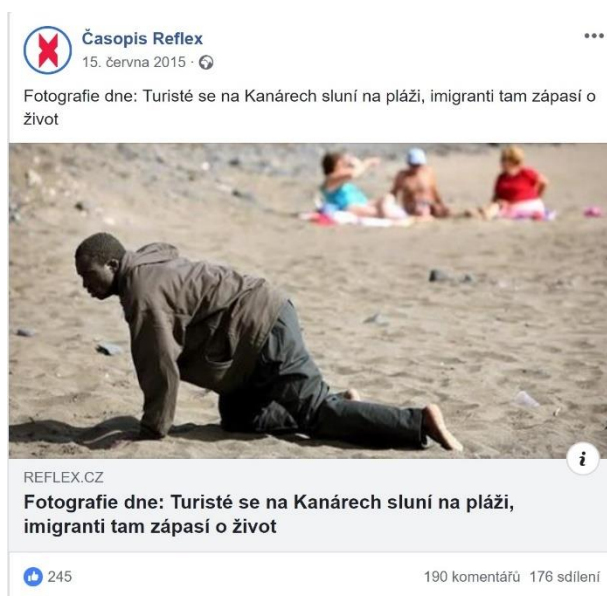 Časopis Reflex
15. června 2015 ·
Fotografie dne: Turisté se na Kanárech sluní na pláži, imigranti tam zápasí o
život
i
REFLEX.CZ
Fotografie dne: Turisté se na Kanárech sluní na pláži,
imigranti tam zápasí o život
245
190 komentářů 176 sdílení